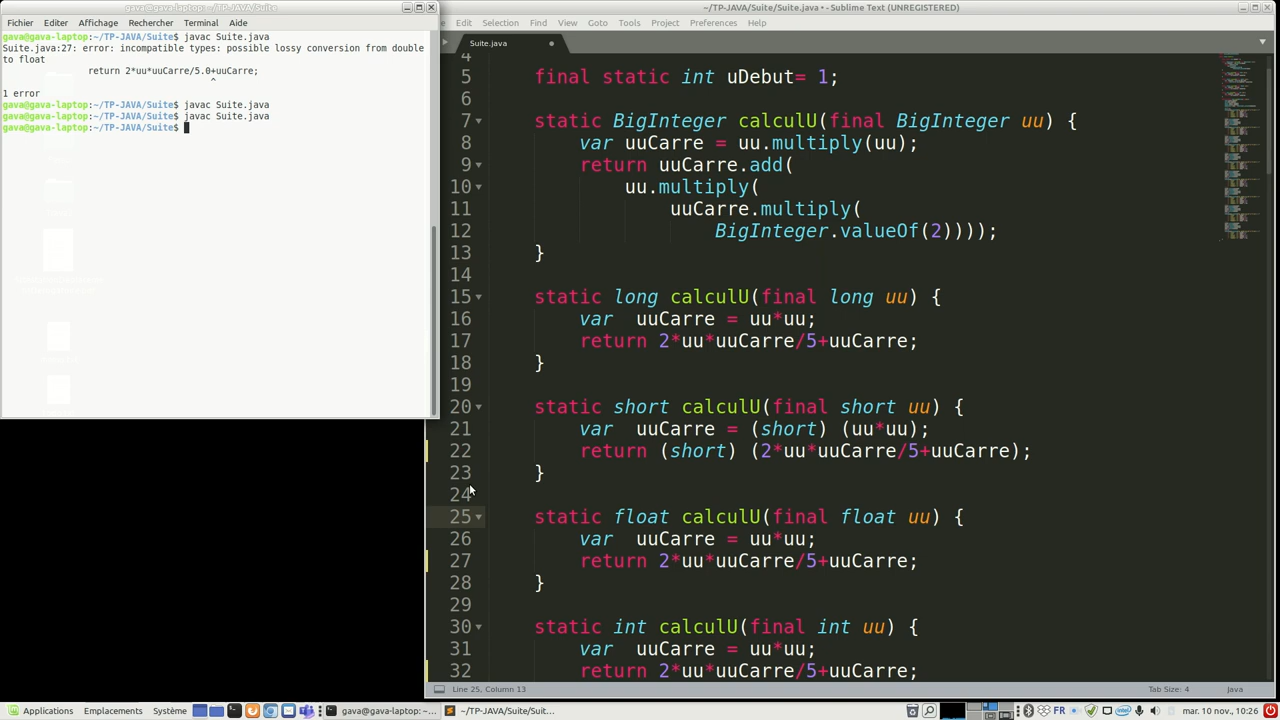 gava@gava-laptop:~/TP-JAVA/Suite
Fichier Editer Affichage Rechercher Terminal Aide
gava@gava-laptop:~/TP-JAVA/Suite$ javac Suite.java
Suite.java:27: error: incompatible types: possible lossy conversion from double
to float
return 2*uu*uuCarre/5.0+uuCarre;
^
1 error
gava@gava-laptop:~/TP-JAVA/Suite$ javac Suite.java
gava@gava-laptop:~/TP-JAVA/Suite$ javac Suite.java
gava@gava-laptop:~/TP-JAVA/Suite$
~/TP-JAVA/Suite/Suite.java • - Sublime Text (UNREGISTERED)
Edit Selection Find View Goto Tools Project Preferences Help
Suite.java
4
5 final static int uDebut= 1;
6
7 static BigInteger calculU(final BigInteger uu) {
8 var uuCarre = uu.multiply(uu);
9 return uuCarre.add(
10 uu.multiply(
11 uuCarre.multiply(
12 BigInteger.valueOf(2))));
13 }
14
15 static long calculU(final long uu) {
16 var  uuCarre = uu*uu;
17 return 2*uu*uuCarre/5+uuCarre;
18 }
19
20 static short calculU(final short uu) {
21 var  uuCarre = (short) (uu*uu);
22 return (short) (2*uu*uuCarre/5+uuCarre);
23 }
24
25 static float calculU(final float uu) {
26 var  uuCarre = uu*uu;
27 return 2*uu*uuCarre/5+uuCarre;
28 }
29
30 static int calculU(final int uu) {
31 var  uuCarre = uu*uu;
32 return 2*uu*uuCarre/5+uuCarre;
Line 25, Column 13 Tab Size: 4 Java
Applications Emplacements Système gava@gava-laptop: ~... ~/TP-JAVA/Suite/Suit... FR mar. 10 nov., 10:26